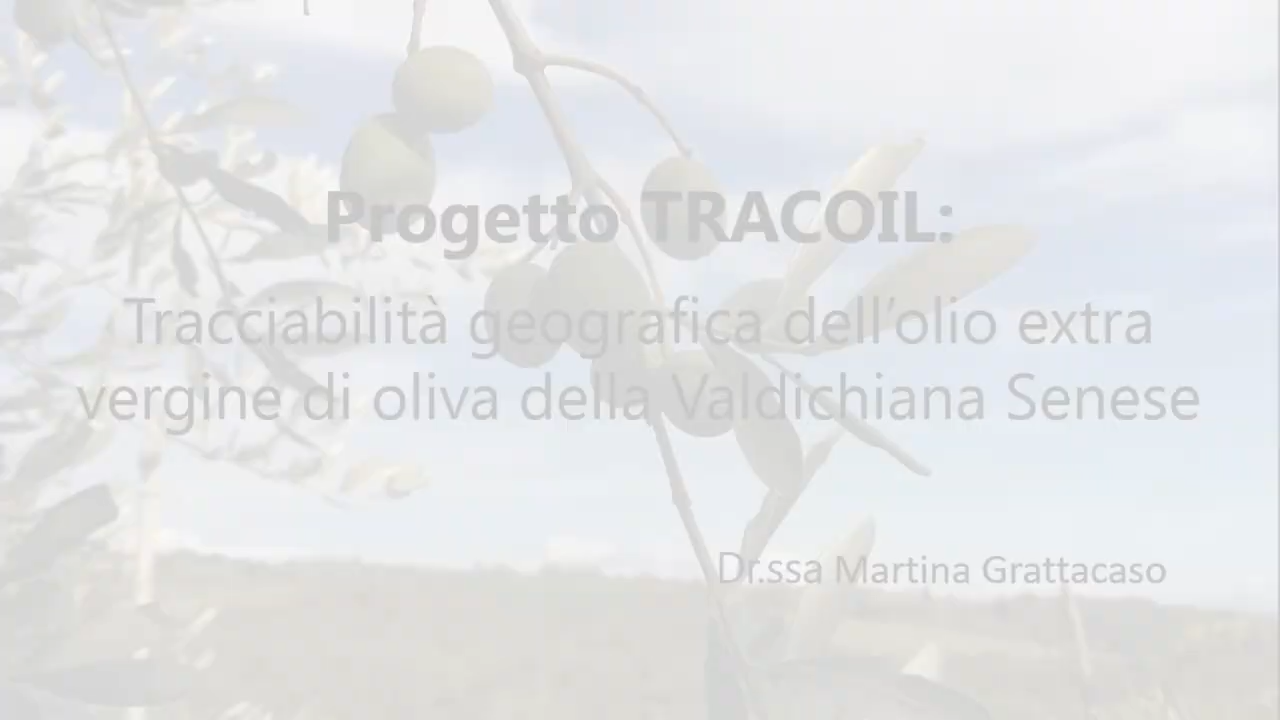 Progetto TRACOIL:
Tracciabilità geografica dell'olio extra
vergine di oliva della Valdichiana Senese
Dr.ssa Martina Grattacaso